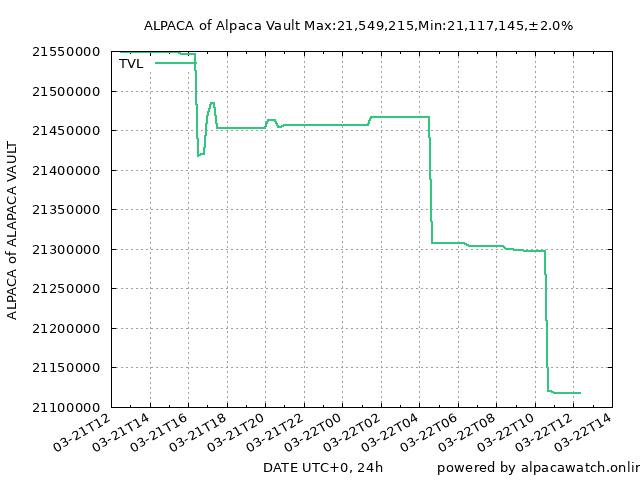 ALPACA of Alpaca Vault Max:21,549,215,Min:21,117,145,±2.0%
TVL
21550000
21500000
21450000
21400000
21350000
21300000
21250000
21200000
21150000
21100000
ALPACA of ALAPACA VAULT
03-21T12
03-21T14
03-21T16
03-21T18
03-21T20
03-21T22
03-22T00
03-22T02
03-22T04
03-22T06
03-22T08
03-22T10
03-22T12
03-22T14
DATE UTC+0, 24h
powered by alpacawatch.onlin